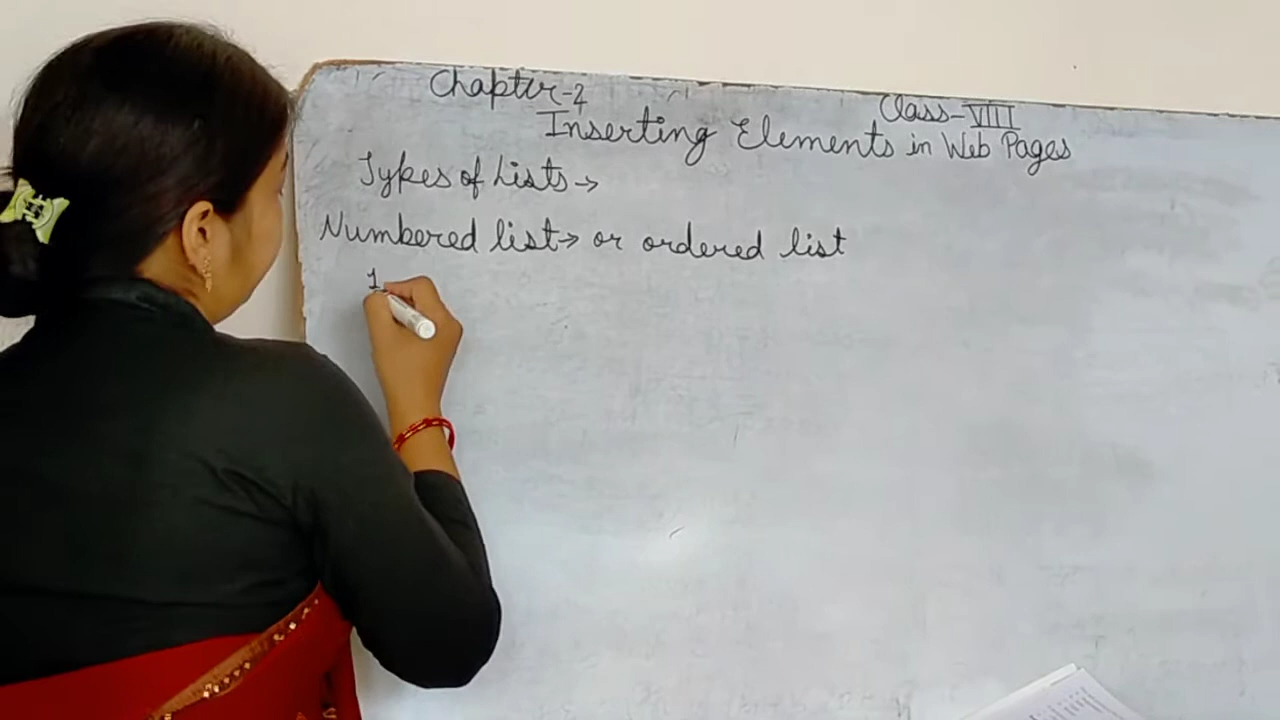 Chapter-2
Class-VIII
Inserting Elements in Web Pages
Types of Lists→
Numbered list→ or ordered list
1